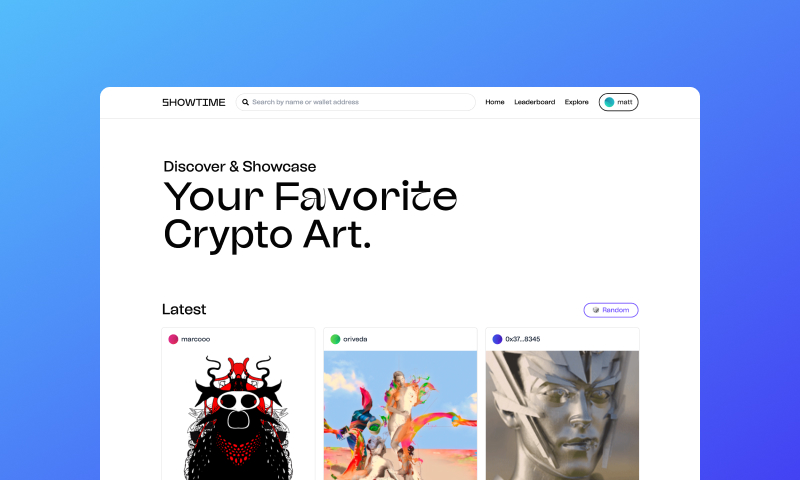 SHOWTIME
Search by name or wallet address
Home
Leaderboard
Explore
matt
Discover & Showcase
Your Favorite
Crypto Art.
Latest
Random
marcooo
oriveda
0x37...8345